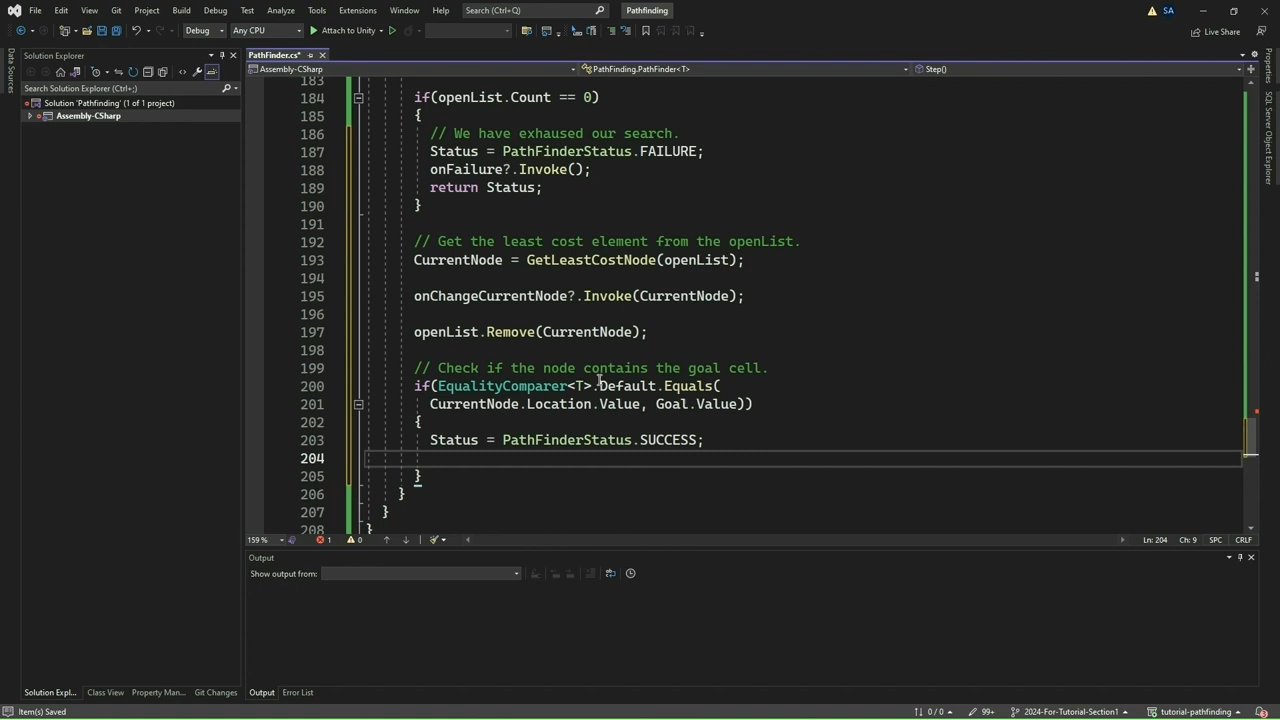 File Edit View Git Project Build Debug Test Analyze Tools Extensions Window Help Search (Ctrl+Q) Pathfinding SA
Debug Any CPU Attach to Unity Live Share
Data Sources
Solution Explorer
Search Solution Explorer (Ctrl+;)
Solution 'Pathfinding' (1 of 1 project)
Assembly-CSharp
PathFinder.cs*
Assembly-CSharp PathFinding.PathFinder<T> Step()
183
184 if(openList.Count == 0)
185 {
186 // We have exhaused our search.
187 Status = PathFinderStatus.FAILURE;
188 onFailure?.Invoke();
189 return Status;
190 }
191
192 // Get the least cost element from the openList.
193 CurrentNode = GetLeastCostNode(openList);
194
195 onChangeCurrentNode?.Invoke(CurrentNode);
196
197 openList.Remove(CurrentNode);
198
199 // Check if the node contains the goal cell.
200 if(EqualityComparer<T>.Default.Equals(
201 CurrentNode.Location.Value, Goal.Value))
202 {
203 Status = PathFinderStatus.SUCCESS;
204
205 }
206 }
207 }
208 }
159 % 1 0 Ln: 204 Ch: 9 SPC CRLF
Output
Show output from:
Properties
SQL Server Object Explorer
Solution Expl... Class View Property Man... Git Changes Output Error List
Item(s) Saved 0 / 0 99+ 2024-For-Tutorial-Section1 tutorial-pathfinding 3